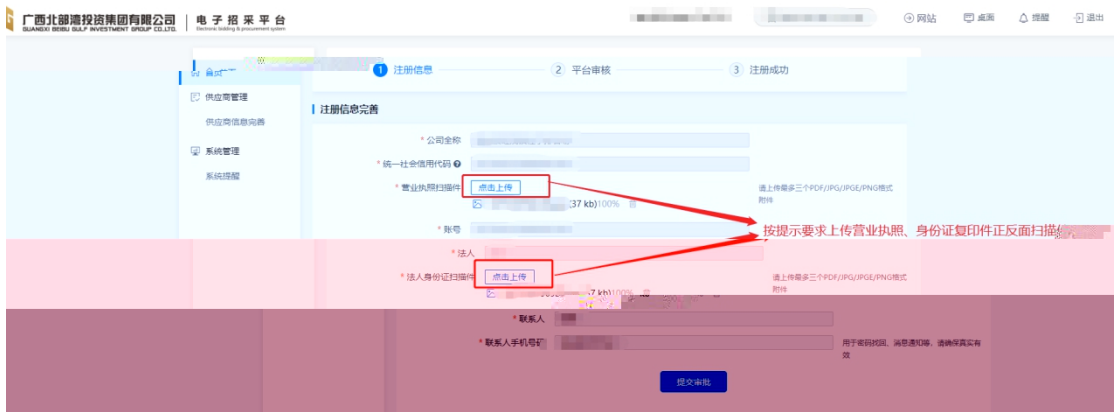 广西北部湾投资集团有限公司 电子招采平台
GUANGXI BEIBU GULF INVESTMENT GROUP CO.,LTD. Electronic bidding & procurement system
网站 桌面 提醒 退出
1 注册信息 2 平台审核 3 注册成功
供应商管理
供应商信息完善
系统管理
系统提醒
注册信息完善
* 公司全称
* 统一社会信用代码
* 营业执照扫描件 点击上传 请上传最多三个PDF/JPG/JPGE/PNG格式
附件
(37 kb)100%
* 账号
按提示要求上传营业执照、身份证复印件正反面扫描
* 法人
* 法人身份证扫描件 点击上传 请上传最多三个PDF/JPG/JPGE/PNG格式
附件
* 联系人
* 联系人手机号码 用于密码找回、消息通知等,请确保真实有
效
提交审批